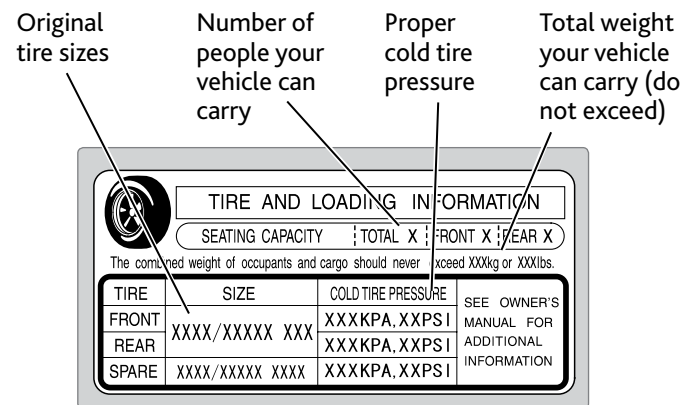 Original
tire sizes
Number of
people your
vehicle can
carry
Proper
cold tire
pressure
Total weight
your vehicle
can carry (do
not exceed)
TIRE AND LOADING INFORMATION
SEATING CAPACITY TOTAL X FRONT X REAR X
The combined weight of occupants and cargo should never exceed XXXkg or XXXlbs.
TIRE SIZE COLD TIRE PRESSURE
FRONT XXXX/XXXXX XXX XXXKPA,XXPSI
REAR XXXKPA,XXPSI
SPARE XXXX/XXXXX XXXX XXXKPA,XXPSI
SEE OWNER'S
MANUAL FOR
ADDITIONAL
INFORMATION